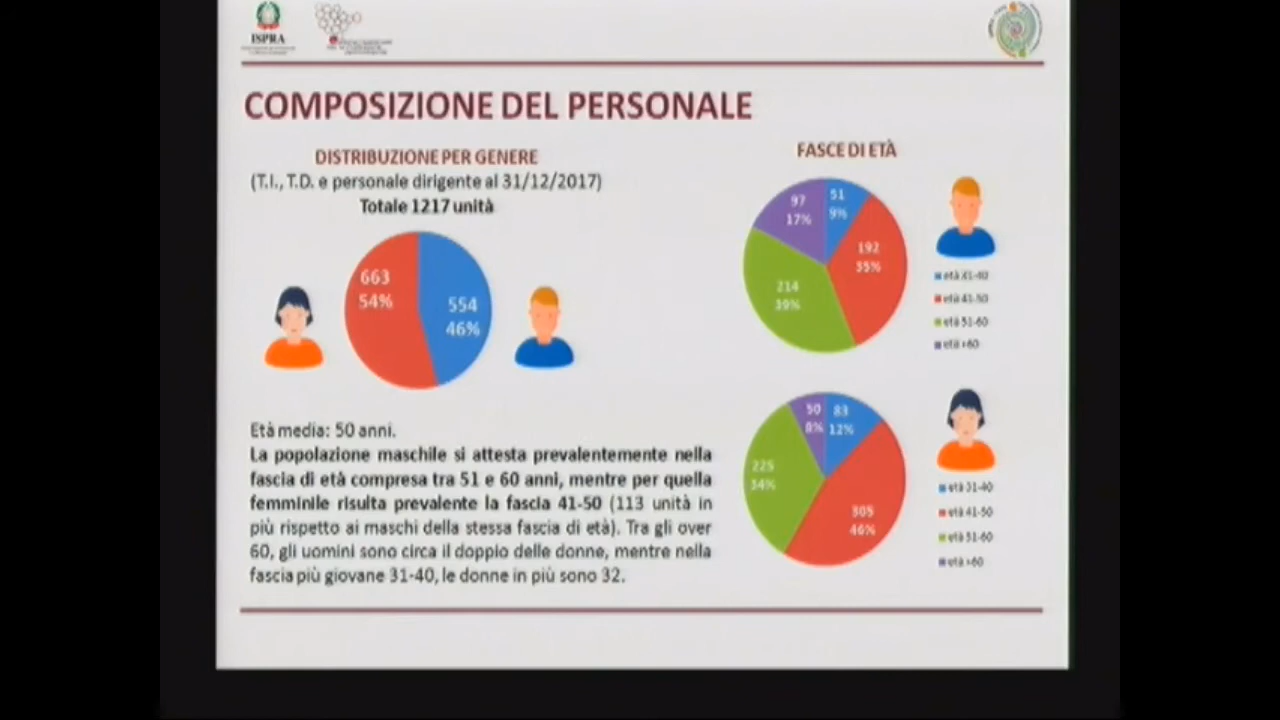 ISPRA
COMPOSIZIONE DEL PERSONALE
DISTRIBUZIONE PER GENERE
(T.I., T.D. e personale dirigente al 31/12/2017)
Totale 1217 unità
663
54%
554
46%
Età media: 50 anni.
La popolazione maschile si attesta prevalentemente nella
fascia di età compresa tra 51 e 60 anni, mentre per quella
femminile risulta prevalente la fascia 41-50 (113 unità in
più rispetto ai maschi della stessa fascia di età). Tra gli over
60, gli uomini sono circa il doppio delle donne, mentre nella
fascia più giovane 31-40, le donne in più sono 32.
FASCE DI ETÀ
97
17%
51
9%
192
35%
214
39%
età 31-40
età 41-50
età 51-60
età >60
50
8%
83
12%
225
34%
305
46%
età 31-40
età 41-50
età 51-60
età >60